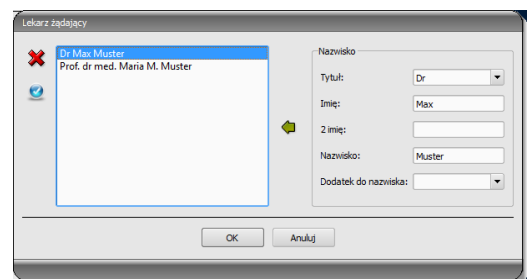 Lekarz żądający
Dr Max Muster
Prof. dr med. Maria M. Muster
Nazwisko
Tytuł: Dr
Imię: Max
2 imię:
Nazwisko: Muster
Dodatek do nazwiska:
OK Anuluj